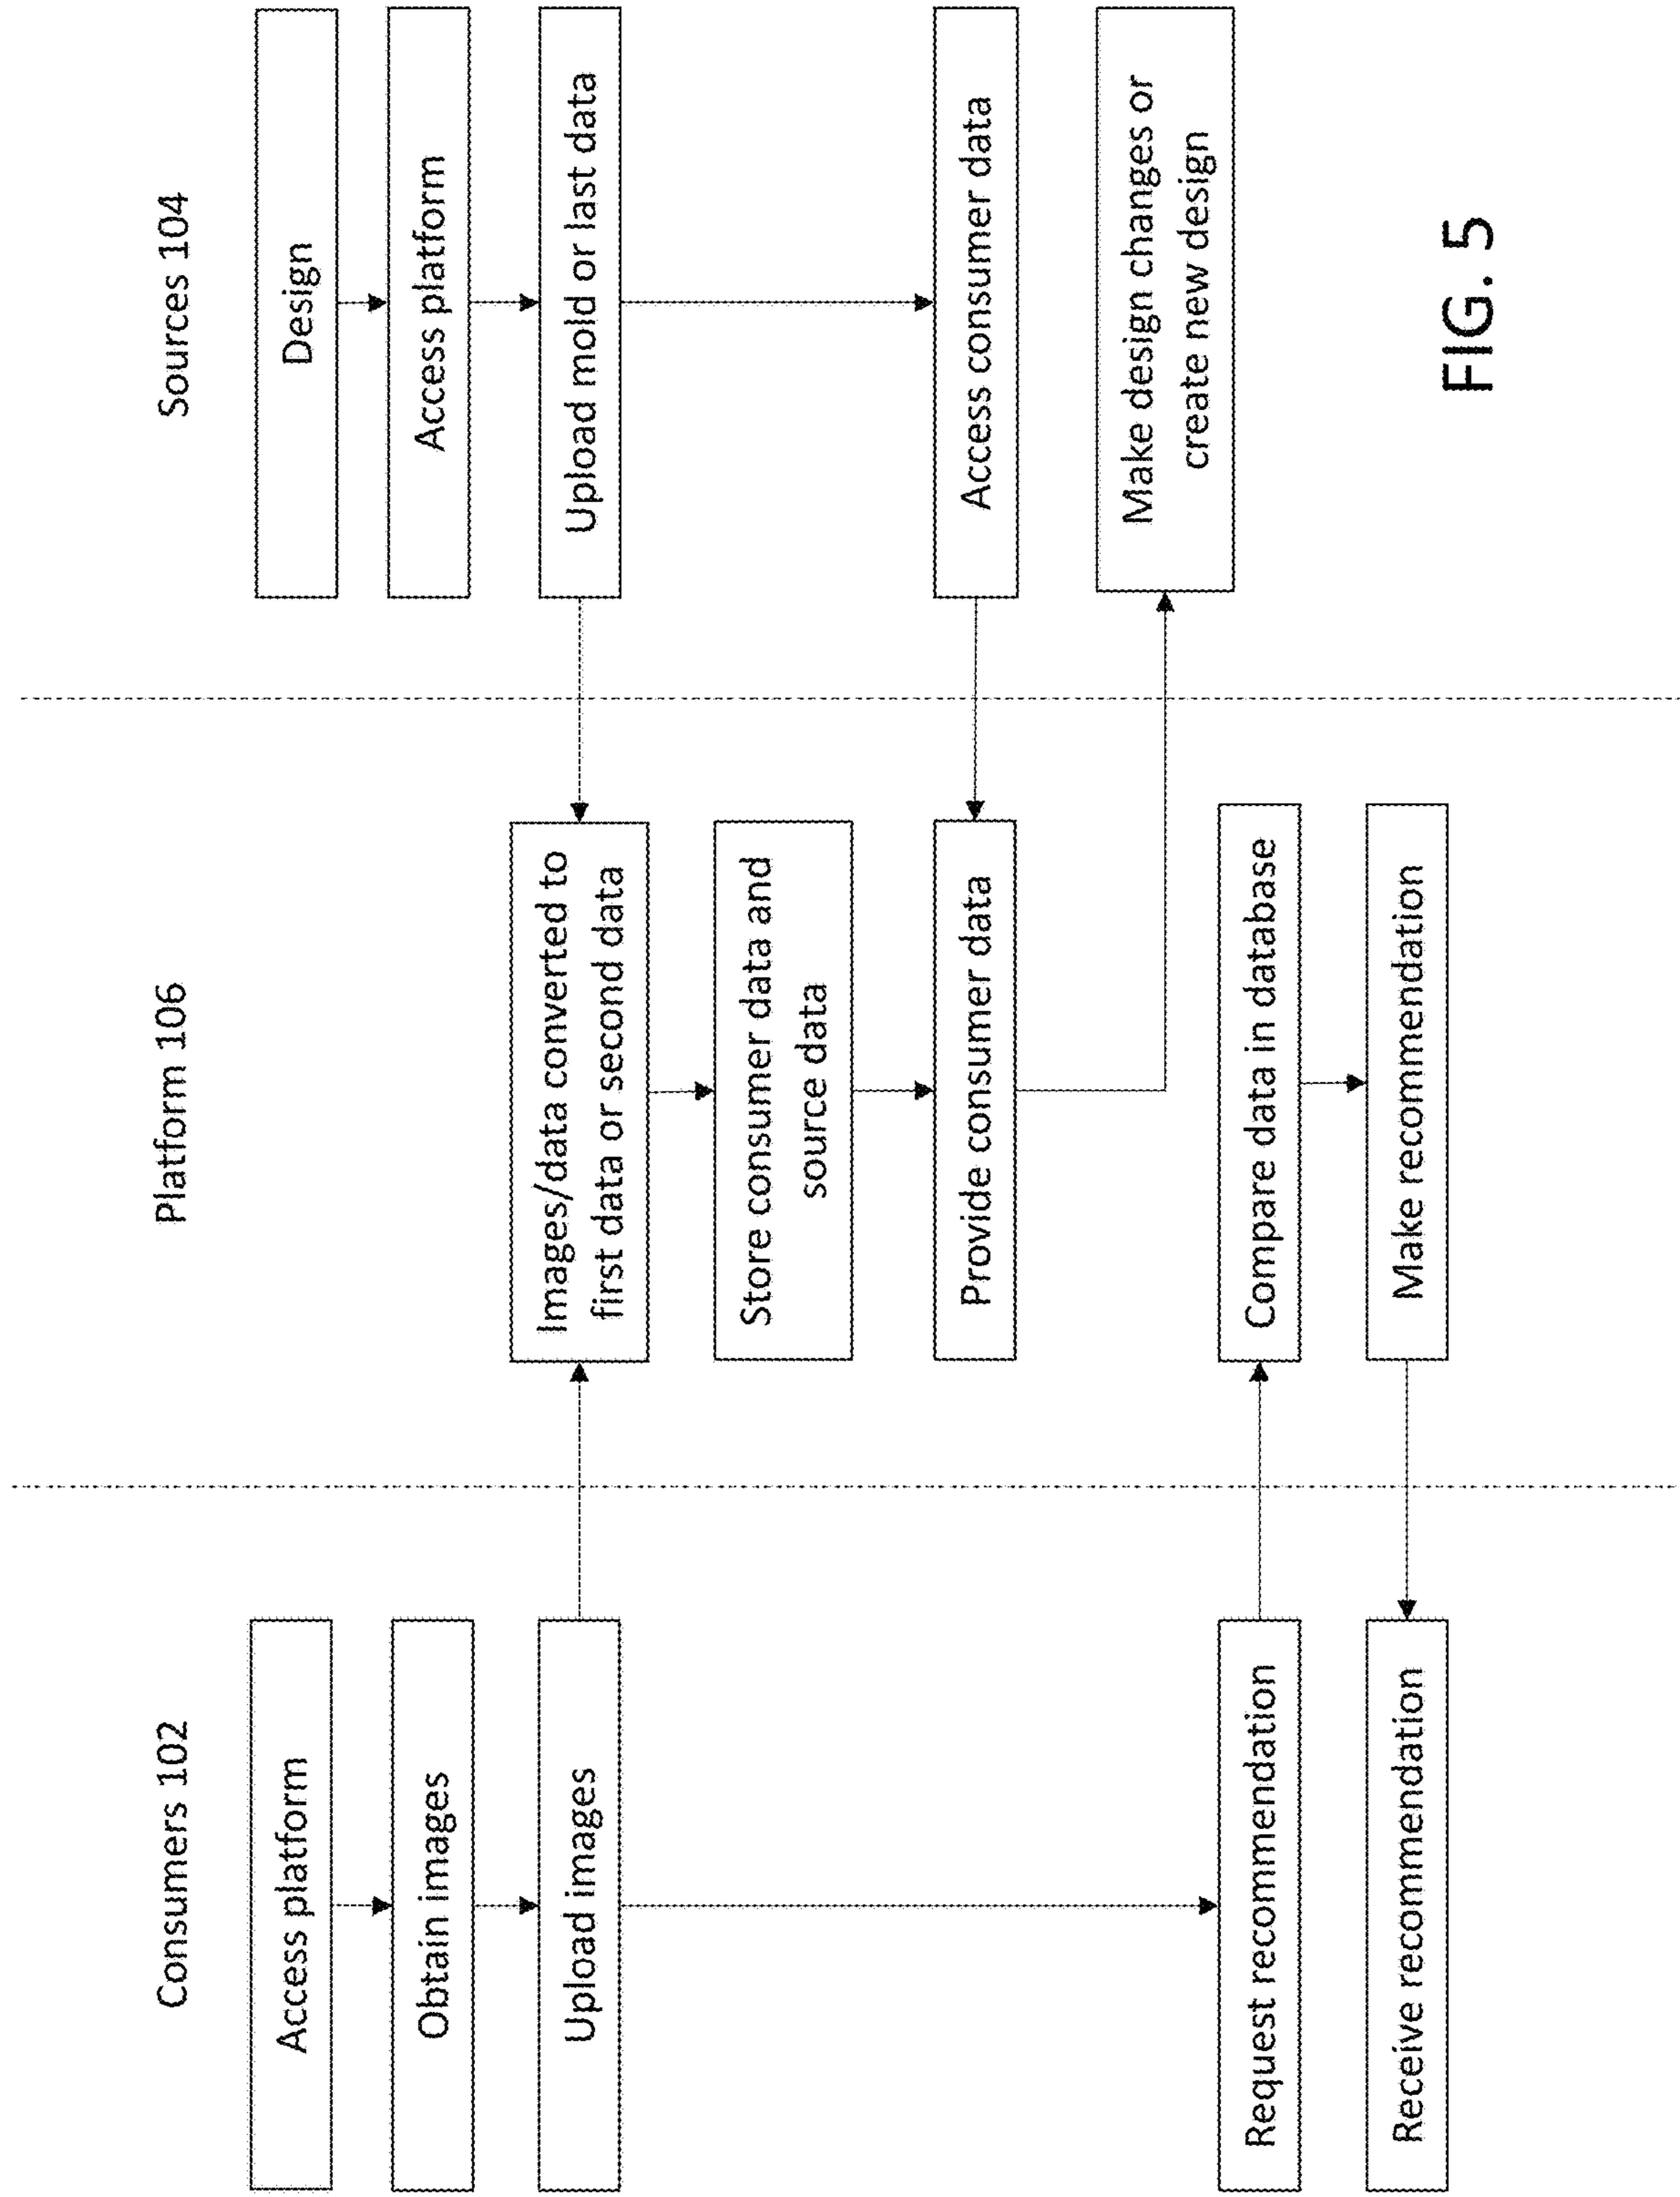 Consumers 102
Access platform
Obtain images
Upload images
Request recommendation
Receive recommendation
Platform 106
Images/data converted to
first data or second data
Store consumer data and
source data
Provide consumer data
Compare data in database
Make recommendation
Sources 104
Design
Access platform
Upload mold or last data
Access consumer data
Make design changes or
create new design
FIG. 5